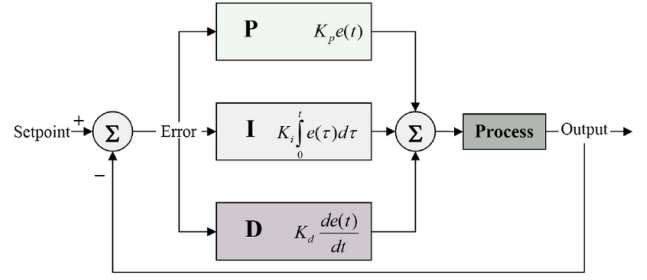 P K_p e(t)
Setpoint + Σ Error I K_i ∫_0^t e(τ)dτ Σ Process Output
−
D K_d de(t)/dt